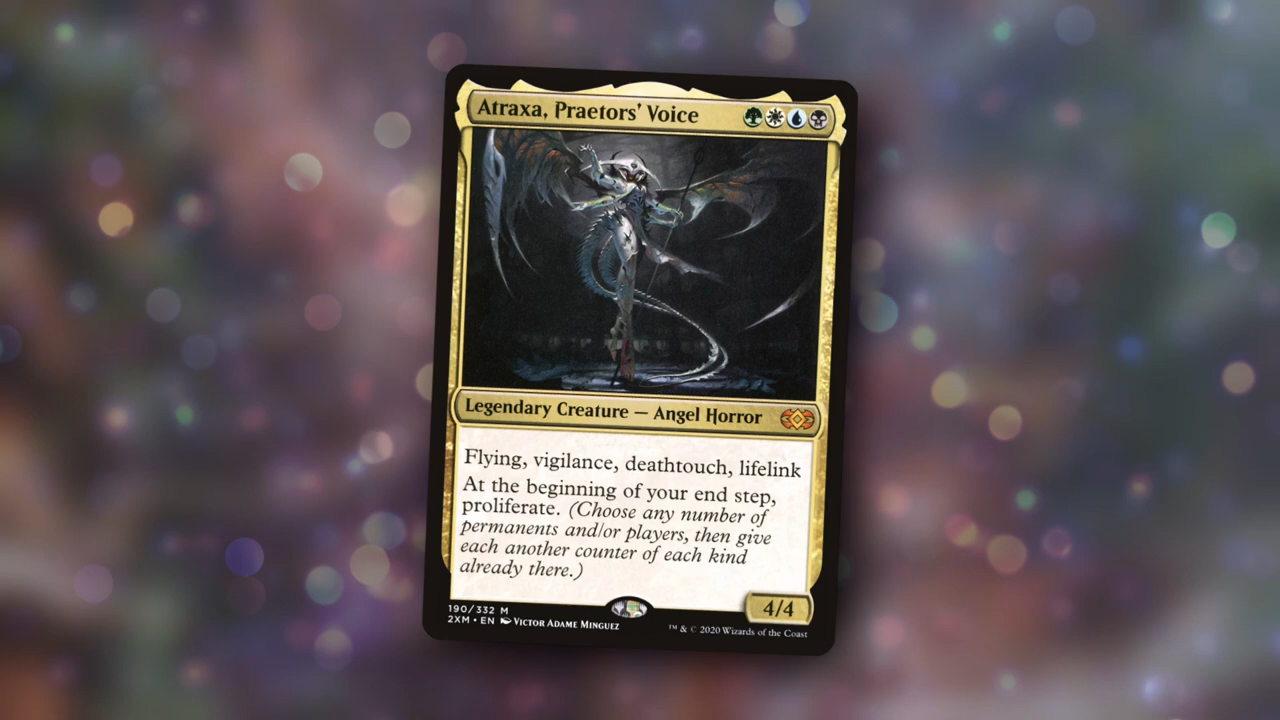 Atraxa, Praetors' Voice
Legendary Creature — Angel Horror
Flying, vigilance, deathtouch, lifelink
At the beginning of your end step,
proliferate. (Choose any number of
permanents and/or players, then give
each another counter of each kind
already there.)
4/4
190/332 M
2XM • EN Victor Adame Minguez
™ & © 2020 Wizards of the Coast